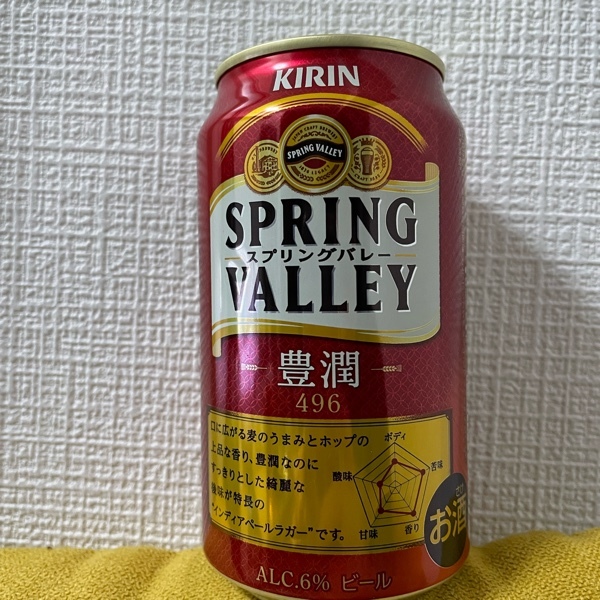 KIRIN
SPRING VALLEY
SPRING
スプリングバレー
VALLEY
豊潤
496
口に広がる麦のうまみとホップの
上品な香り、豊潤なのに
すっきりとした綺麗な
後味が特長の
"インディアペールラガー"です。
ボディ
苦味
香り
甘味
酸味
お酒
ALC.6% ビール